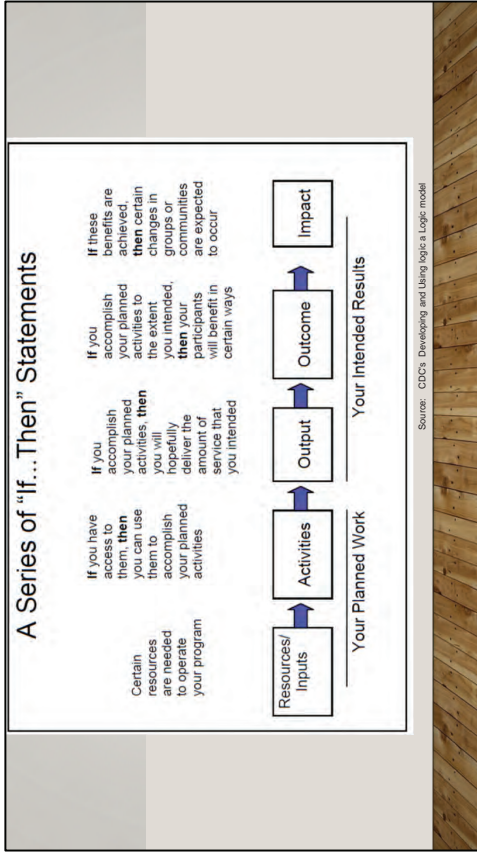 A Series of "If...Then" Statements
Certain
resources
are needed
to operate
your program
If you have
access to
them, then
you can use
them to
accomplish
your planned
activities
If you
accomplish
your planned
activities, then
you will
hopefully
deliver the
amount of
service that
you intended
If you
accomplish
your planned
activities to
the extent
you intended,
then your
participants
will benefit in
certain ways
If these
benefits are
achieved,
then certain
changes in
groups or
communities
are expected
to occur
Resources/
Inputs
Activities
Output
Outcome
Impact
Your Planned Work
Your Intended Results
Source: CDC's Developing and Using logic a Logic model